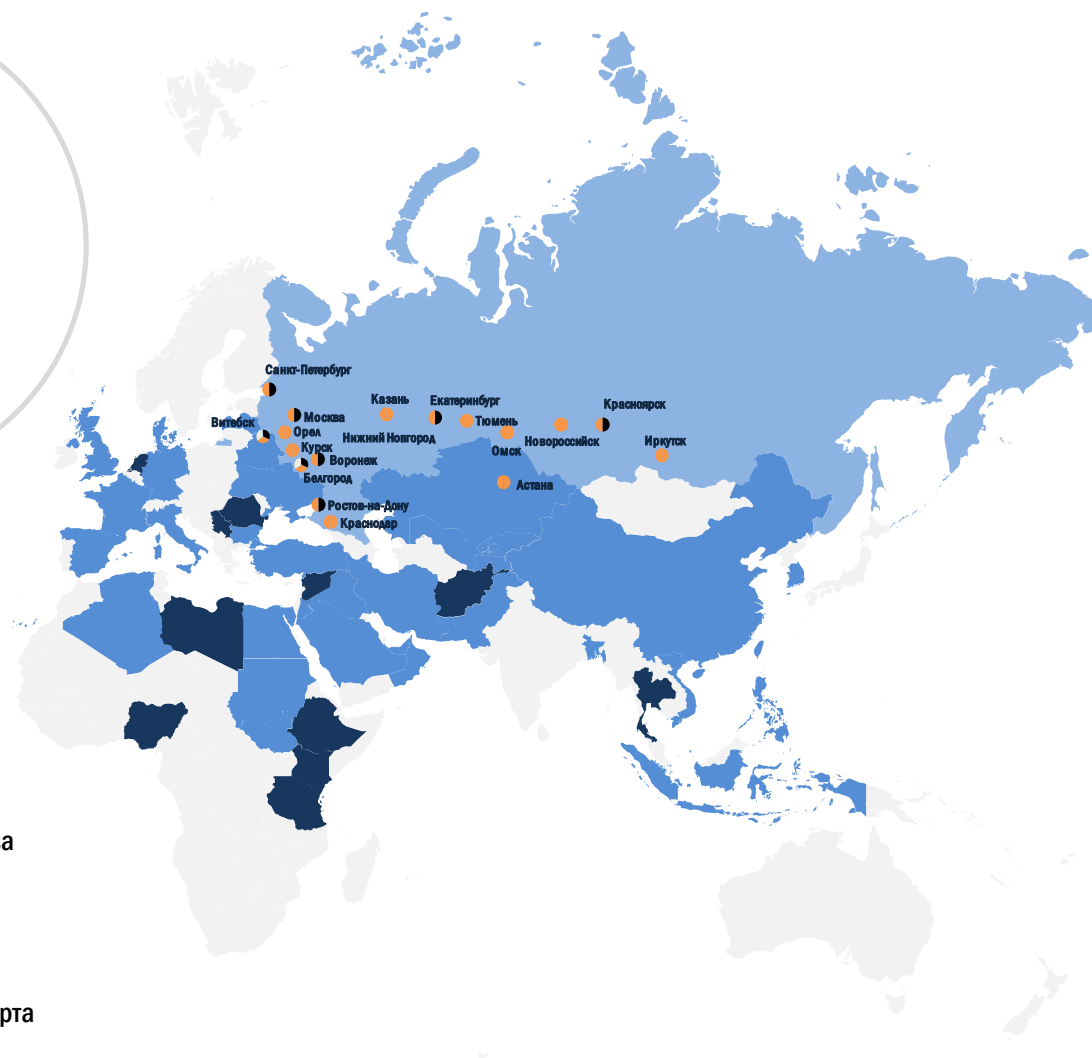 Санкт-Петербург
Казань
Екатеринбург
Красноярск
Витебск
Москва
Тюмень
Орел
Нижний Новгород
Новороссийск
Иркутск
Курск
Омск
Воронеж
Белгород
Астана
Ростов-на-Дону
Краснодар
ва
рта